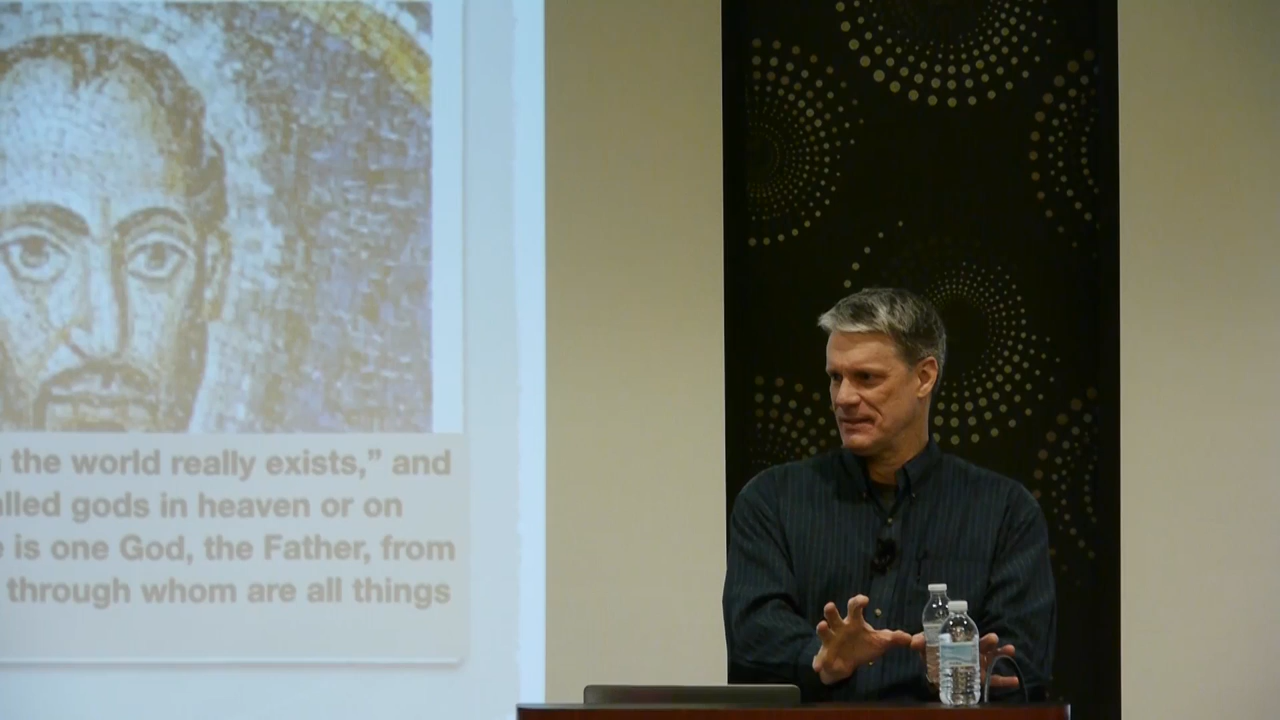 the world really exists,” and
lled gods in heaven or on
is one God, the Father, from
through whom are all things